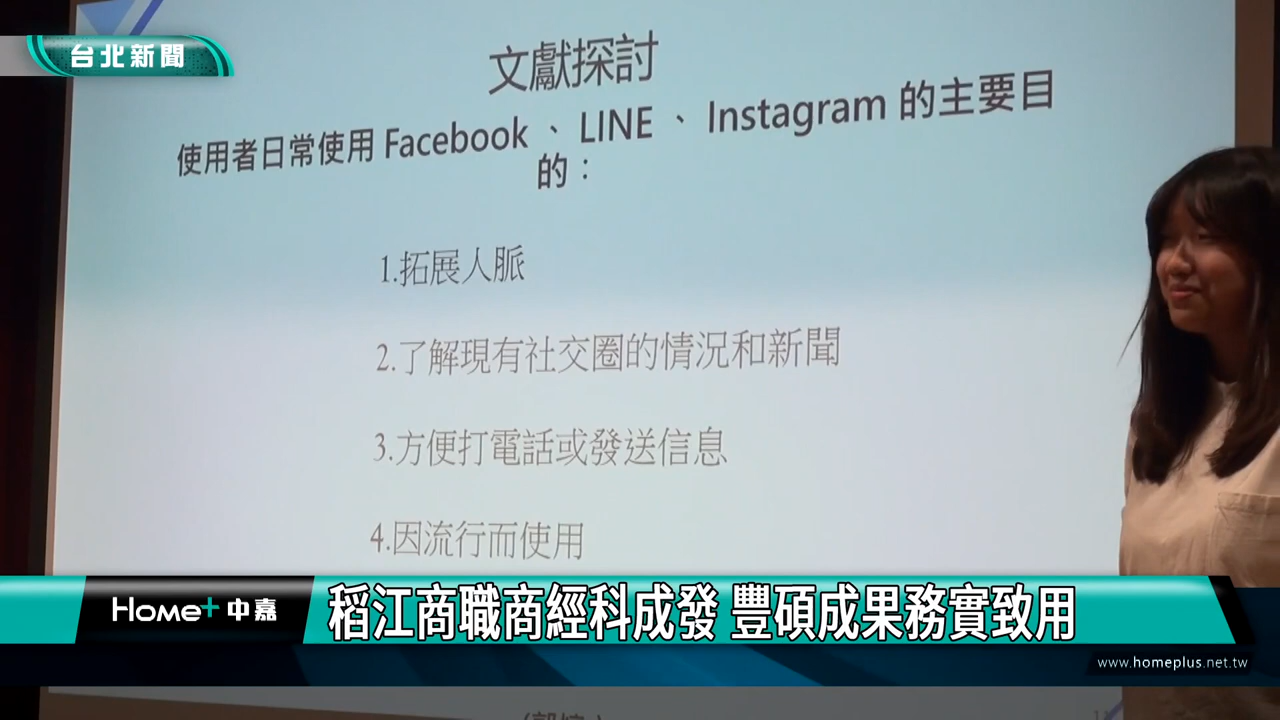 台北新聞
文獻探討
使用者日常使用 Facebook 、 LINE 、 Instagram 的主要目
的：
1.拓展人脈
2.了解現有社交圈的情況和新聞
3.方便打電話或發送信息
4.因流行而使用
Home+ 中嘉
稻江商職商經科成發 豐碩成果務實致用
www.homeplus.net.tw